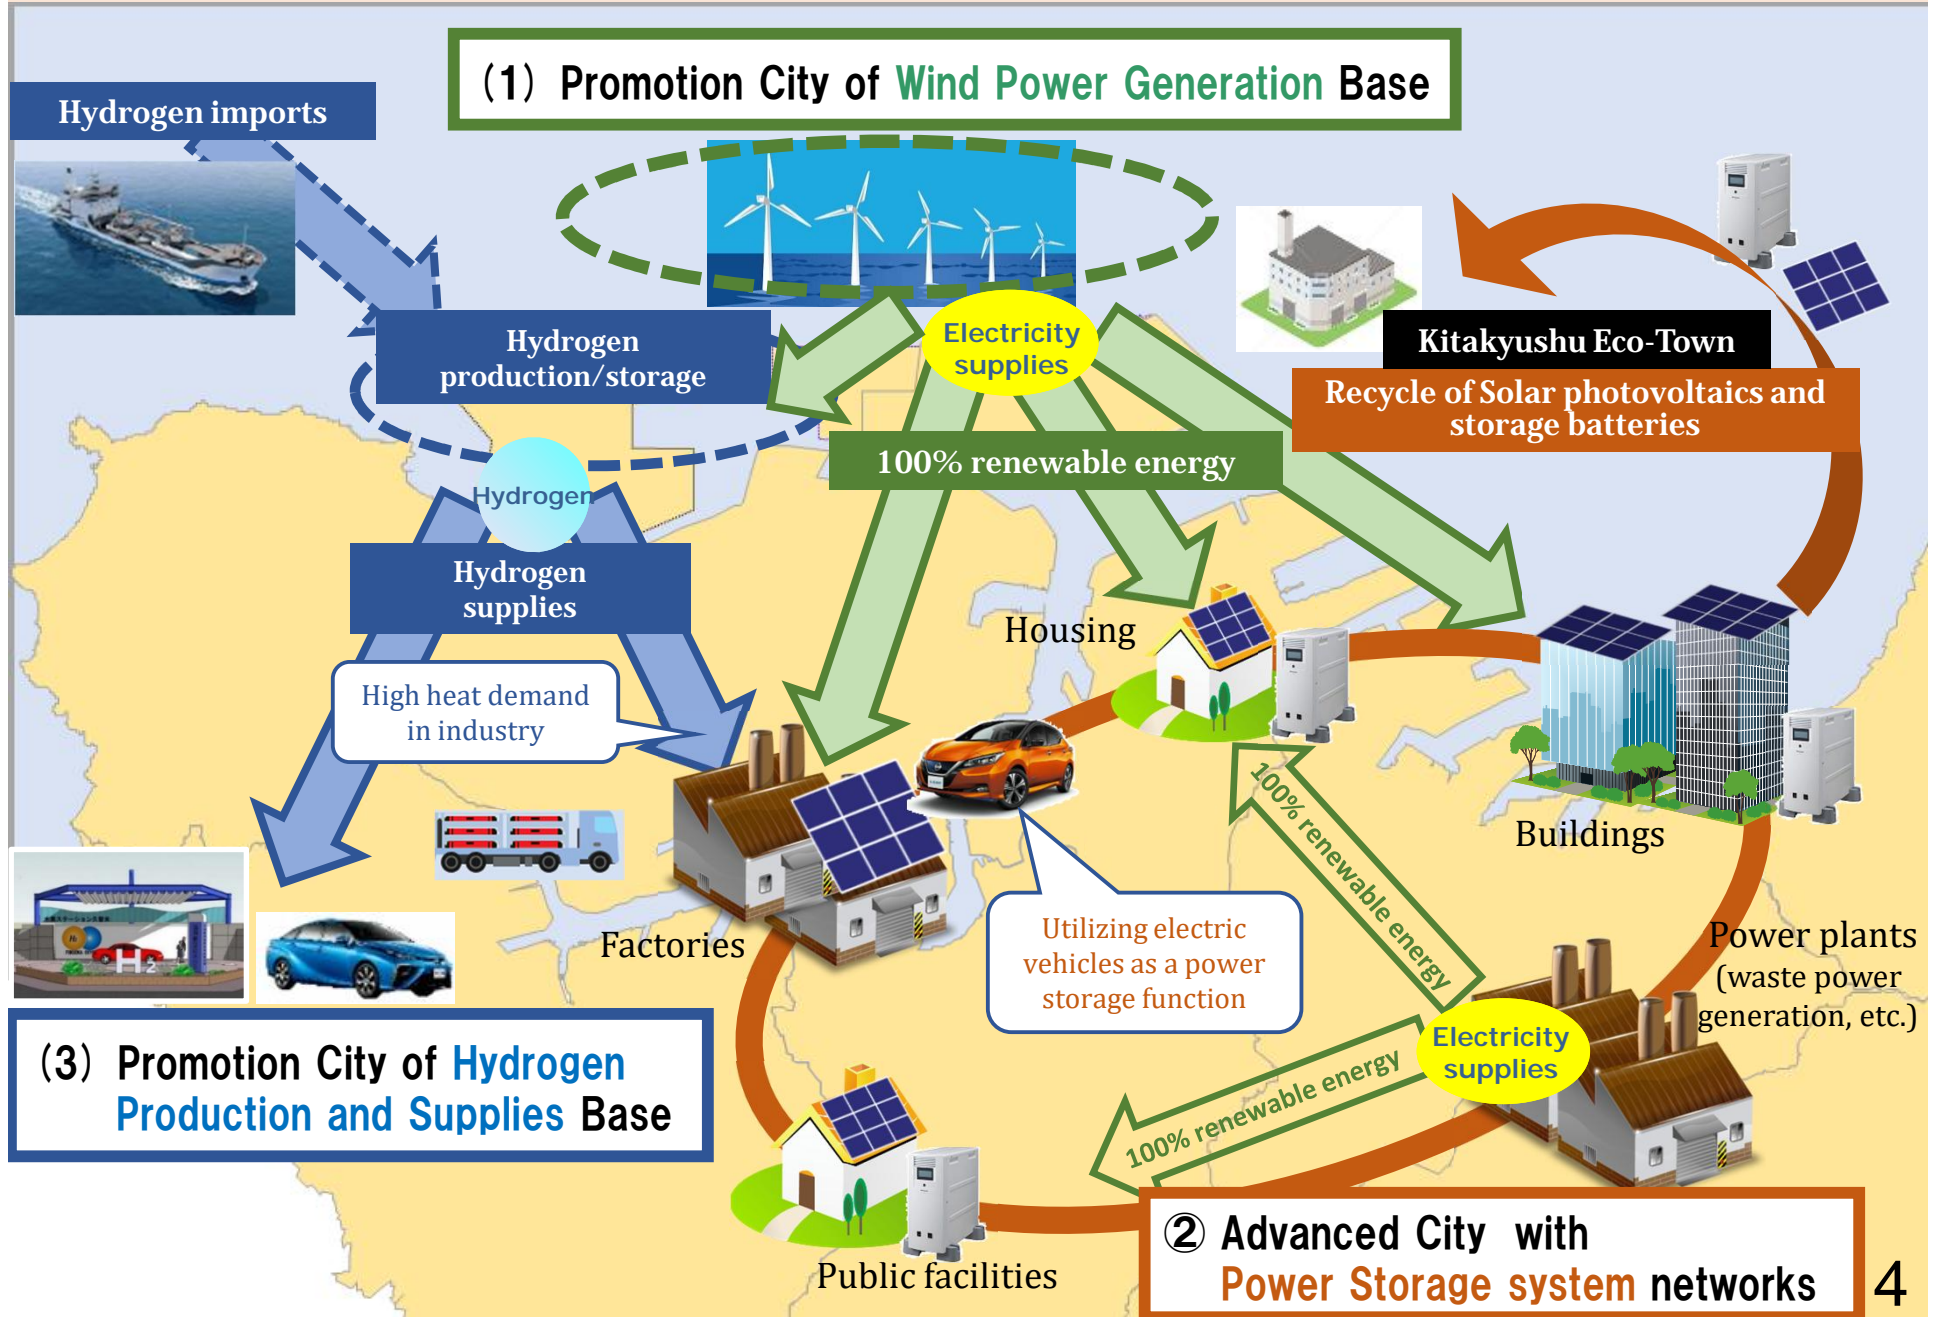 (1) Promotion City of Wind Power Generation Base
Hydrogen imports
Hydrogen
production/storage
Electricity
supplies
Kitakyushu Eco-Town
Recycle of Solar photovoltaics and
storage batteries
100% renewable energy
Hydrogen
Hydrogen
supplies
High heat demand
in industry
Housing
Buildings
Factories
100% renewable energy
Utilizing electric
vehicles as a power
storage function
Power plants
(waste power
generation, etc.)
Electricity
supplies
100% renewable energy
H2
(3) Promotion City of Hydrogen
Production and Supplies Base
Public facilities
② Advanced City with
Power Storage system networks
4